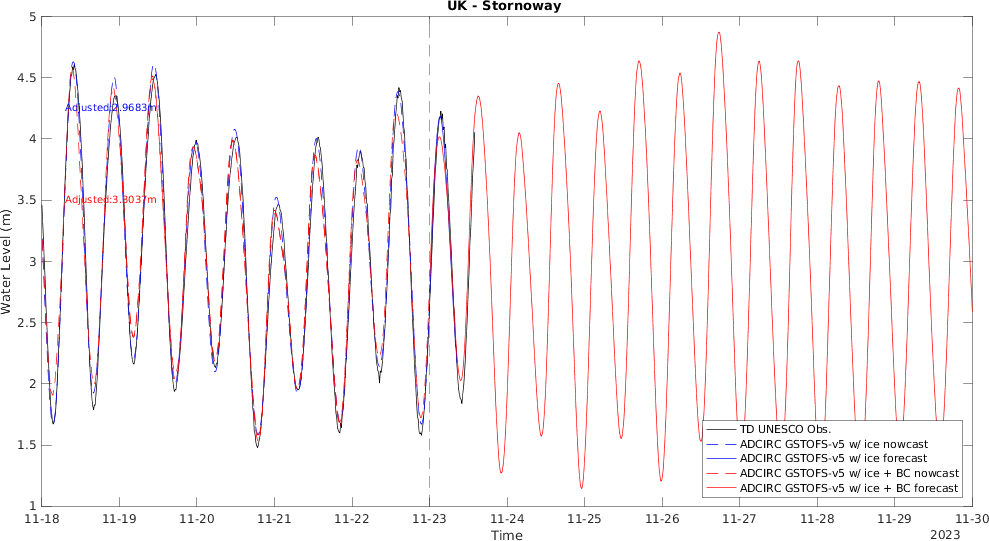 UK - Stornoway
5
4.5
4
3.5
3
2.5
2
1.5
1
Water Level (m)
Adjusted:2.9683m
Adjusted:3.3037m
TD UNESCO Obs.
ADCIRC GSTOFS-v5 w/ ice nowcast
ADCIRC GSTOFS-v5 w/ ice forecast
ADCIRC GSTOFS-v5 w/ ice + BC nowcast
ADCIRC GSTOFS-v5 w/ ice + BC forecast
11-18 11-19 11-20 11-21 11-22 11-23 11-24 11-25 11-26 11-27 11-28 11-29 11-30
Time
2023